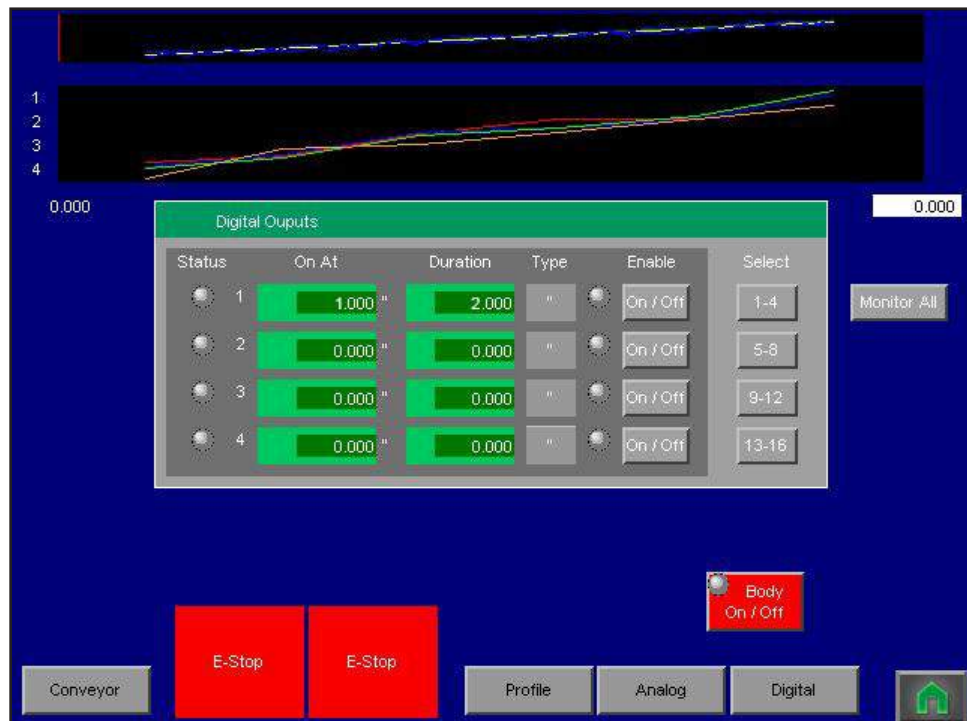 1
2
3
4
0.000
0.000
Digital Ouputs
Status On At Duration Type Enable Select
1 1.000 " 2.000 " On / Off 1-4
Monitor All
2 0.000 " 0.000 " On / Off 5-8
3 0.000 " 0.000 " On / Off 9-12
4 0.000 " 0.000 " On / Off 13-16
Body
On / Off
E-Stop
E-Stop
Conveyor
Profile
Analog
Digital